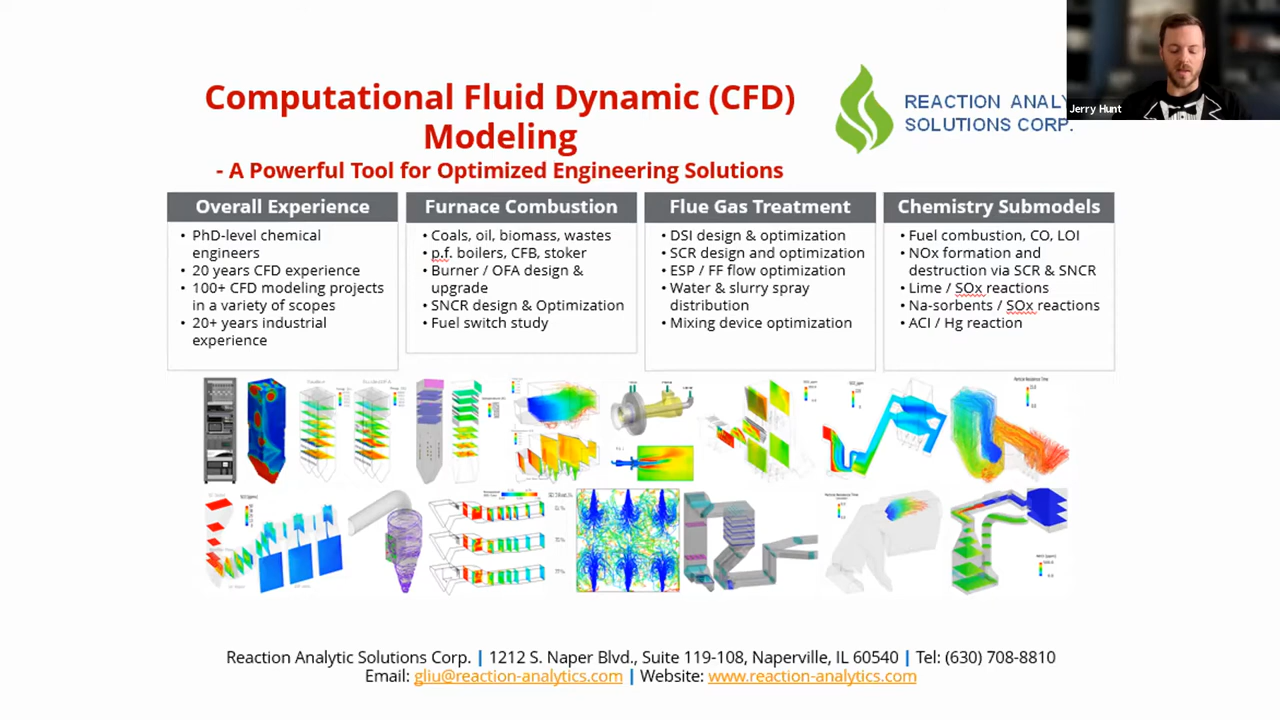 Computational Fluid Dynamic (CFD)
Modeling
- A Powerful Tool for Optimized Engineering Solutions
REACTION
SOLUTIONS CORP.
Jerry Hunt
Overall Experience
• PhD-level chemical
engineers
• 20 years CFD experience
• 100+ CFD modeling projects
in a variety of scopes
• 20+ years industrial
experience
Furnace Combustion
• Coals, oil, biomass, wastes
• p.f. boilers, CFB, stoker
• Burner / OFA design &
upgrade
• SNCR design & Optimization
• Fuel switch study
Flue Gas Treatment
• DSI design & optimization
• SCR design and optimization
• ESP / FF flow optimization
• Water & slurry spray
distribution
• Mixing device optimization
Chemistry Submodels
• Fuel combustion, CO, LOI
• NOx formation and
destruction via SCR & SNCR
• Lime / SOx reactions
• Na-sorbents / SOx reactions
• ACI / Hg reaction
Particle Residence Time
Particle Residence Time
Reaction Analytic Solutions Corp. | 1212 S. Naper Blvd., Suite 119-108, Naperville, IL 60540 | Tel: (630) 708-8810
Email: gliu@reaction-analytics.com | Website: www.reaction-analytics.com